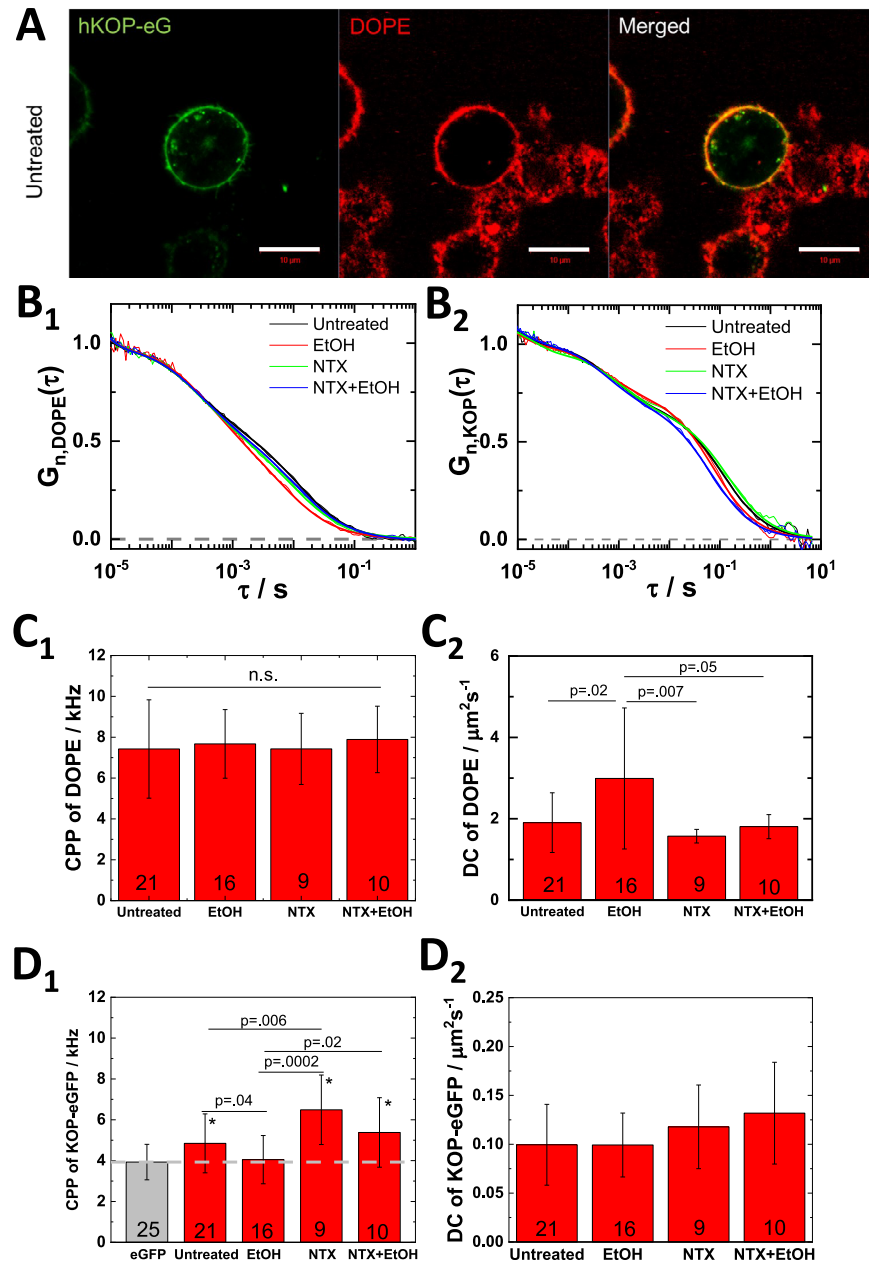 A
hKOP-eG
DOPE
Merged
Untreated
10 µm
10 µm
10 µm
B1
B2
Gn,DOPE(τ)
1.0
0.5
0.0
Untreated
EtOH
NTX
NTX+EtOH
10-5
10-3
10-1
τ / s
Gn,KOP(τ)
1.0
0.5
0.0
Untreated
EtOH
NTX
NTX+EtOH
10-5
10-3
10-1
101
τ / s
C1
C2
CPP of DOPE / kHz
12
10
8
6
4
2
0
n.s.
21
16
9
10
Untreated
EtOH
NTX
NTX+EtOH
DC of DOPE / µm2s-1
6
4
2
0
p=.05
p=.02
p=.007
21
16
9
10
Untreated
EtOH
NTX
NTX+EtOH
D1
D2
CPP of KOP-eGFP / kHz
12
10
8
6
4
2
0
p=.006
p=.02
p=.0002
p=.04
*
*
*
25
21
16
9
10
eGFP
Untreated
EtOH
NTX
NTX+EtOH
DC of KOP-eGFP / µm2s-1
0.25
0.20
0.15
0.10
0.05
0.00
21
16
9
10
Untreated
EtOH
NTX
NTX+EtOH